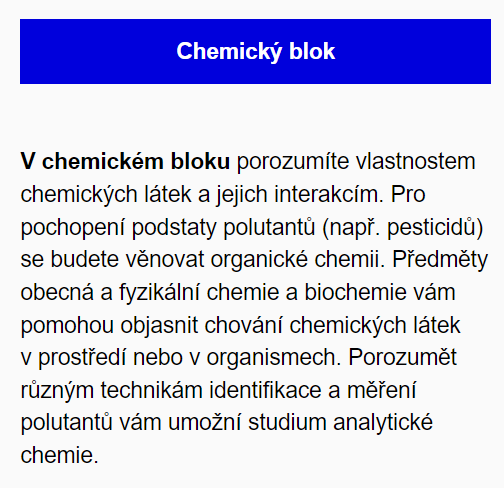 Chemický blok
V chemickém bloku porozumíte vlastnostem
chemických látek a jejich interakcím. Pro
pochopení podstaty polutantů (např. pesticidů)
se budete věnovat organické chemii. Předměty
obecná a fyzikální chemie a biochemie vám
pomohou objasnit chování chemických látek
v prostředí nebo v organismech. Porozumět
různým technikám identifikace a měření
polutantů vám umožní studium analytické
chemie.